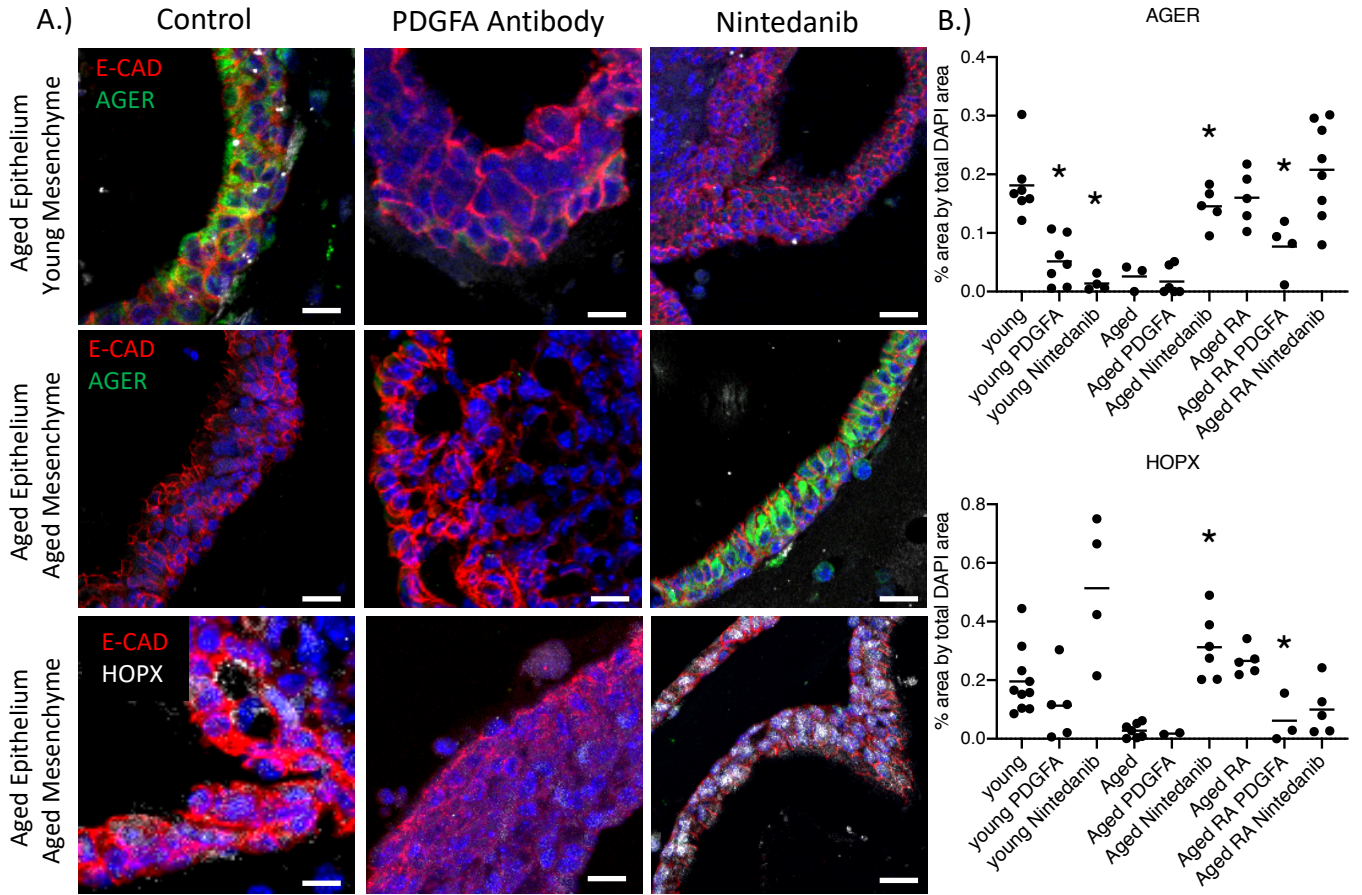 A.)
Control
PDGFA Antibody
Nintedanib
B.)
Aged Epithelium
Young Mesenchyme
E-CAD
AGER
Aged Epithelium
Aged Mesenchyme
E-CAD
AGER
Aged Epithelium
Aged Mesenchyme
E-CAD
HOPX
AGER
% area by total DAPI area
0.4
0.3
0.2
0.1
0.0
*
*
*
*
young
young PDGFA
young Nintedanib
Aged
Aged PDGFA
Aged Nintedanib
Aged RA
Aged RA PDGFA
Aged RA Nintedanib
HOPX
% area by total DAPI area
0.8
0.6
0.4
0.2
0.0
*
*
young
young PDGFA
young Nintedanib
Aged
Aged PDGFA
Aged Nintedanib
Aged RA
Aged RA PDGFA
Aged RA Nintedanib